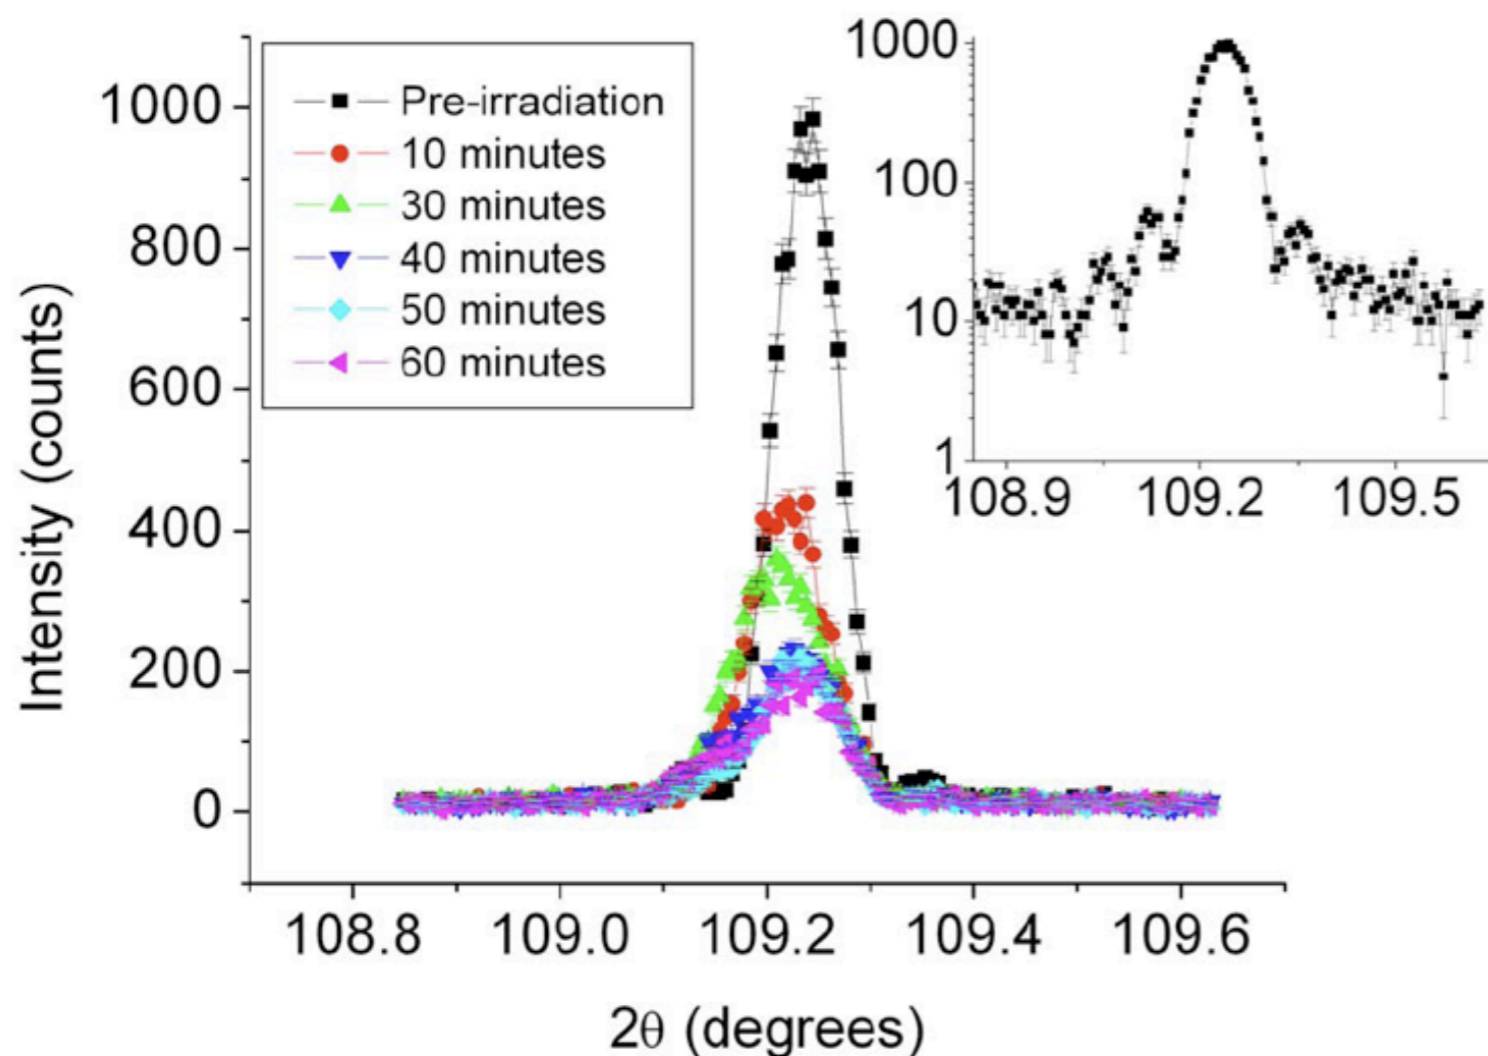 Pre-irradiation
10 minutes
30 minutes
40 minutes
50 minutes
60 minutes
1000
800
600
400
200
0
Intensity (counts)
108.8 109.0 109.2 109.4 109.6
2θ (degrees)
1000
100
10
1
108.9 109.2 109.5